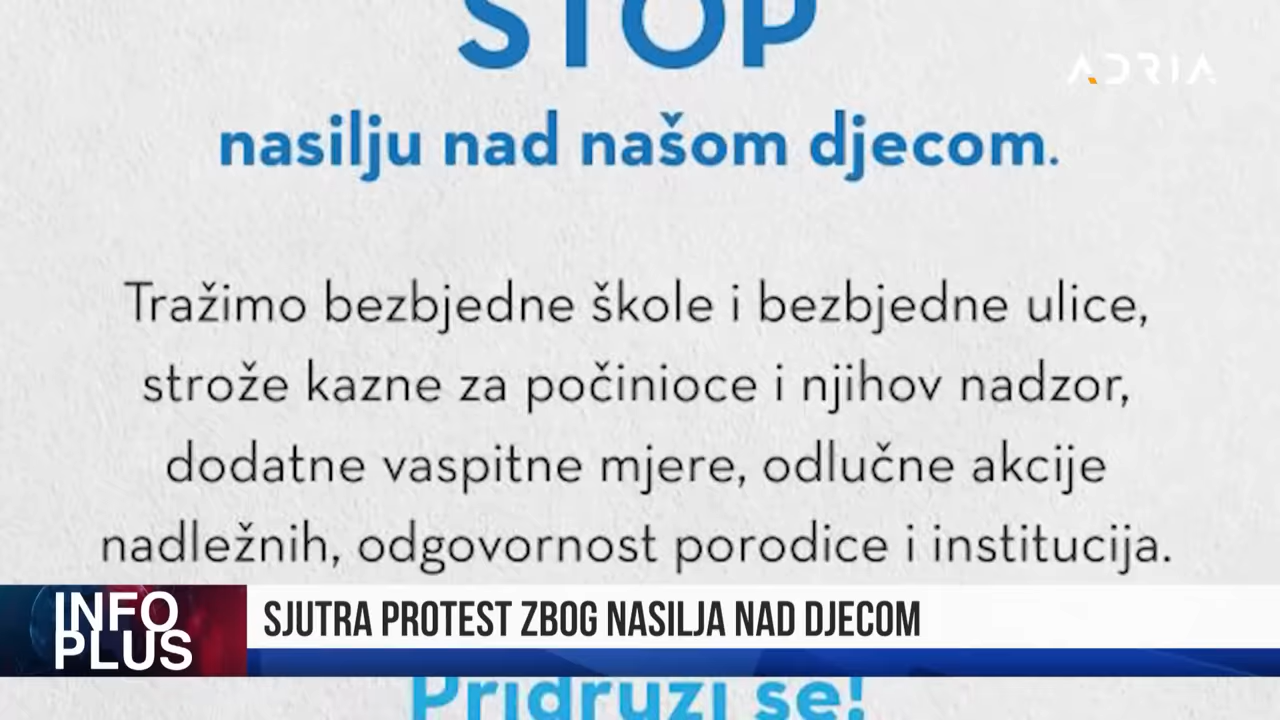 STOP
ADRIA
nasilju nad našom djecom.
Tražimo bezbjedne škole i bezbjedne ulice,
strože kazne za počinioce i njihov nadzor,
dodatne vaspitne mjere, odlučne akcije
nadležnih, odgovornost porodice i institucija.
INFO
PLUS
SJUTRA PROTEST ZBOG NASILJA NAD DJECOM
Pridruži se!